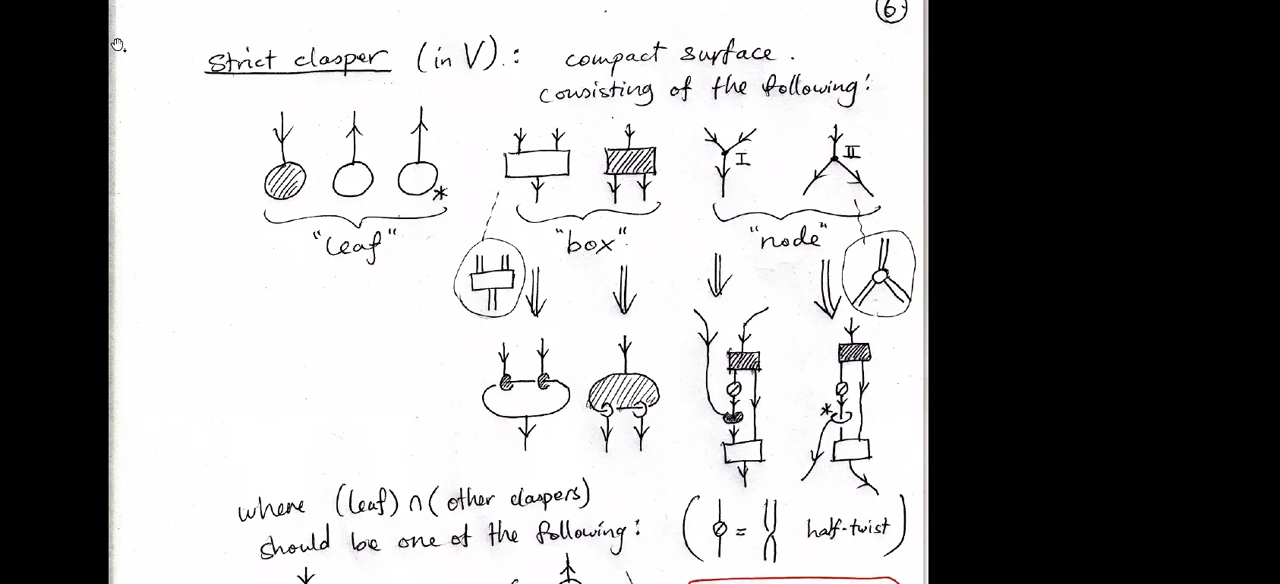 6
Strict clasper (in V) : compact surface.
consisting of the following:
I II
*
"leaf" "box" "node"
*
where (leaf) ∩ (other claspers)
should be one of the following:
( = half-twist )